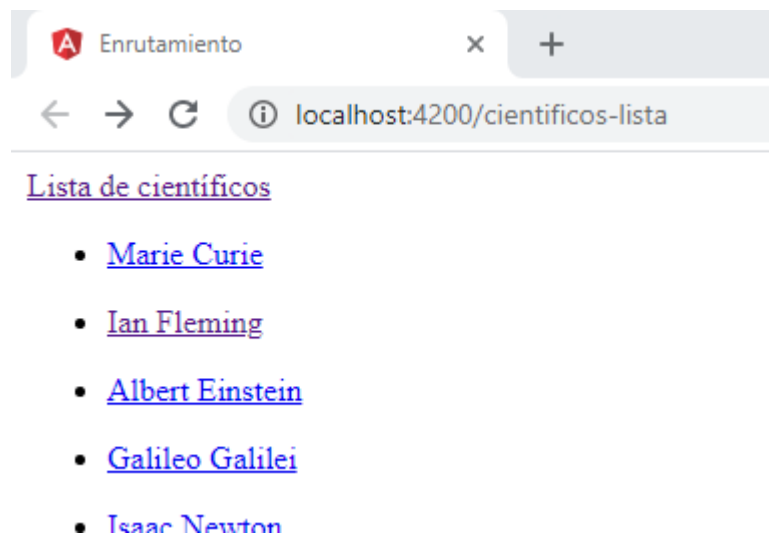 Enrutamiento
localhost:4200/cientificos-lista
Lista de científicos
Marie Curie
Ian Fleming
Albert Einstein
Galileo Galilei
Isaac Newton